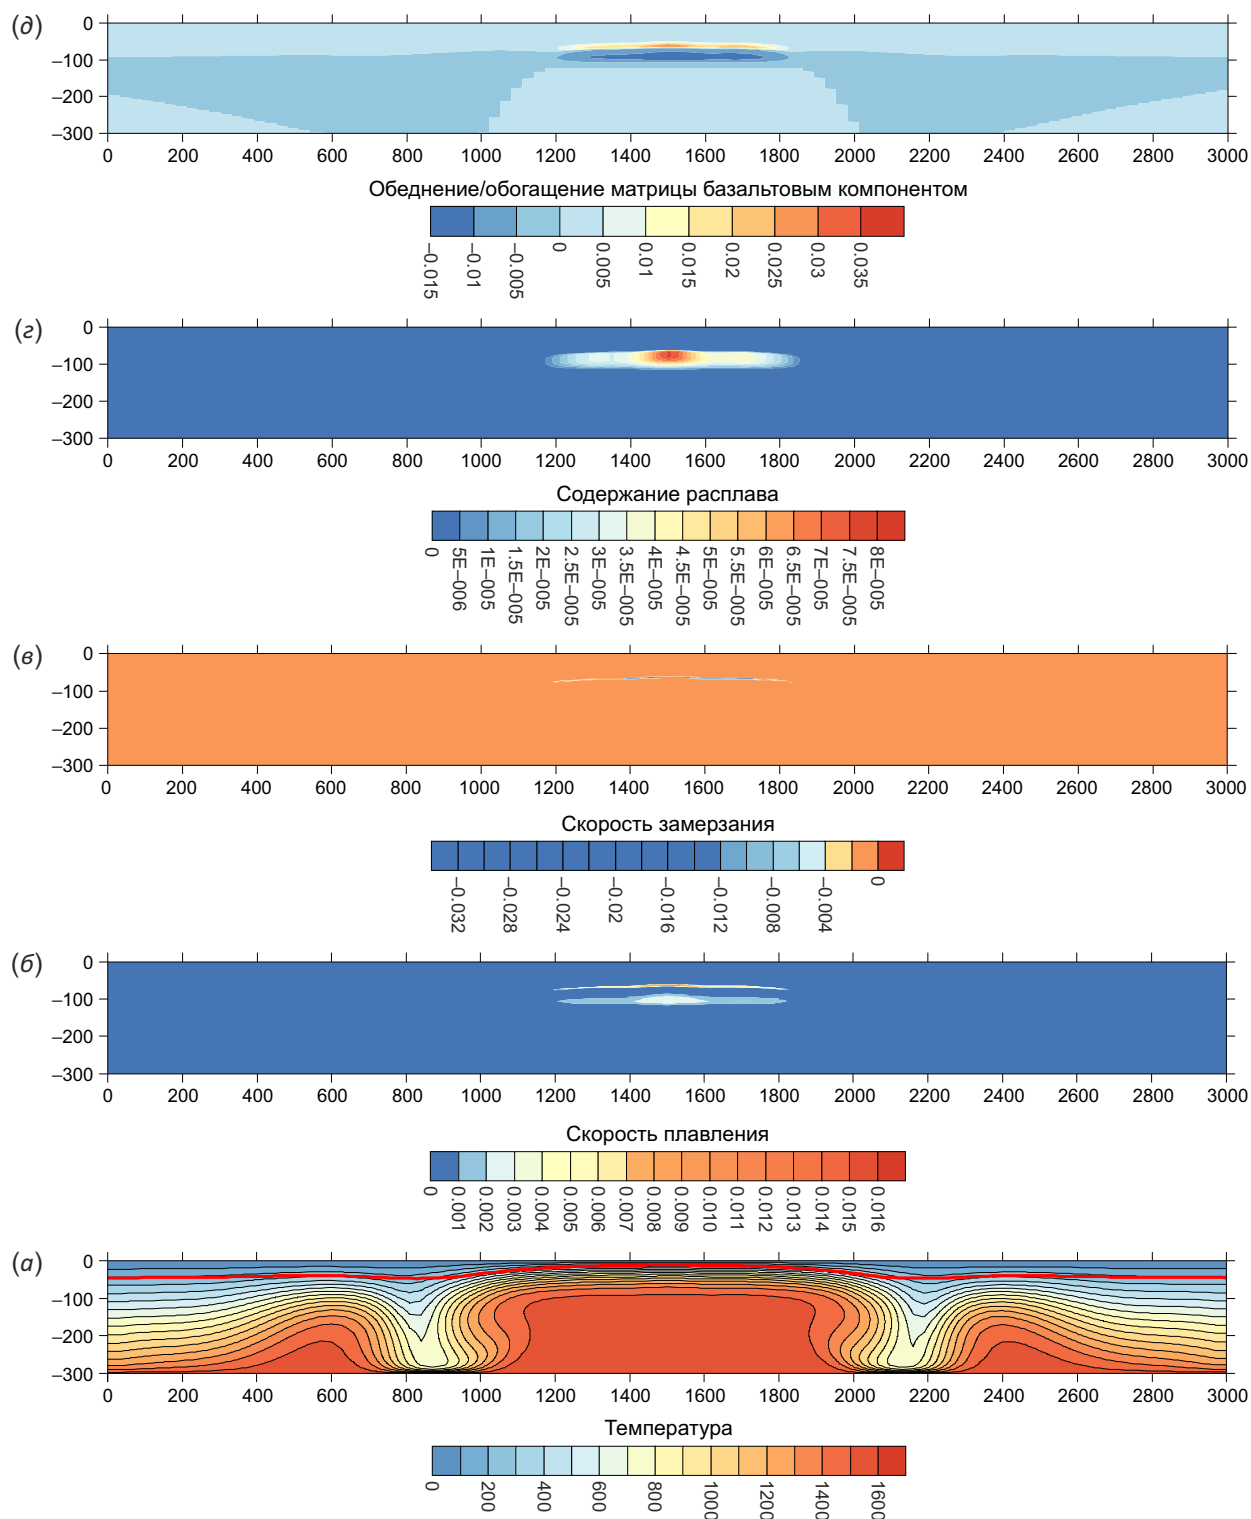 (д)
0
–100
–200
–300
0 200 400 600 800 1000 1200 1400 1600 1800 2000 2200 2400 2600 2800 3000
Обеднение/обогащение матрицы базальтовым компонентом
–0.015 –0.01 –0.005 0 0.005 0.01 0.015 0.02 0.025 0.03 0.035
(г)
0
–100
–200
–300
0 200 400 600 800 1000 1200 1400 1600 1800 2000 2200 2400 2600 2800 3000
Содержание расплава
0 5E–006 1E–005 1.5E–005 2E–005 2.5E–005 3E–005 3.5E–005 4E–005 4.5E–005 5E–005 5.5E–005 6E–005 6.5E–005 7E–005 7.5E–005 8E–005
(в)
0
–100
–200
–300
0 200 400 600 800 1000 1200 1400 1600 1800 2000 2200 2400 2600 2800 3000
Скорость замерзания
–0.032 –0.028 –0.024 –0.02 –0.016 –0.012 –0.008 –0.004 0
(б)
0
–100
–200
–300
0 200 400 600 800 1000 1200 1400 1600 1800 2000 2200 2400 2600 2800 3000
Скорость плавления
0 0.001 0.002 0.003 0.004 0.005 0.006 0.007 0.008 0.009 0.010 0.011 0.012 0.013 0.014 0.015 0.016
(а)
0
–100
–200
–300
0 200 400 600 800 1000 1200 1400 1600 1800 2000 2200 2400 2600 2800 3000
Температура
0 200 400 600 800 1000 1200 1400 1600